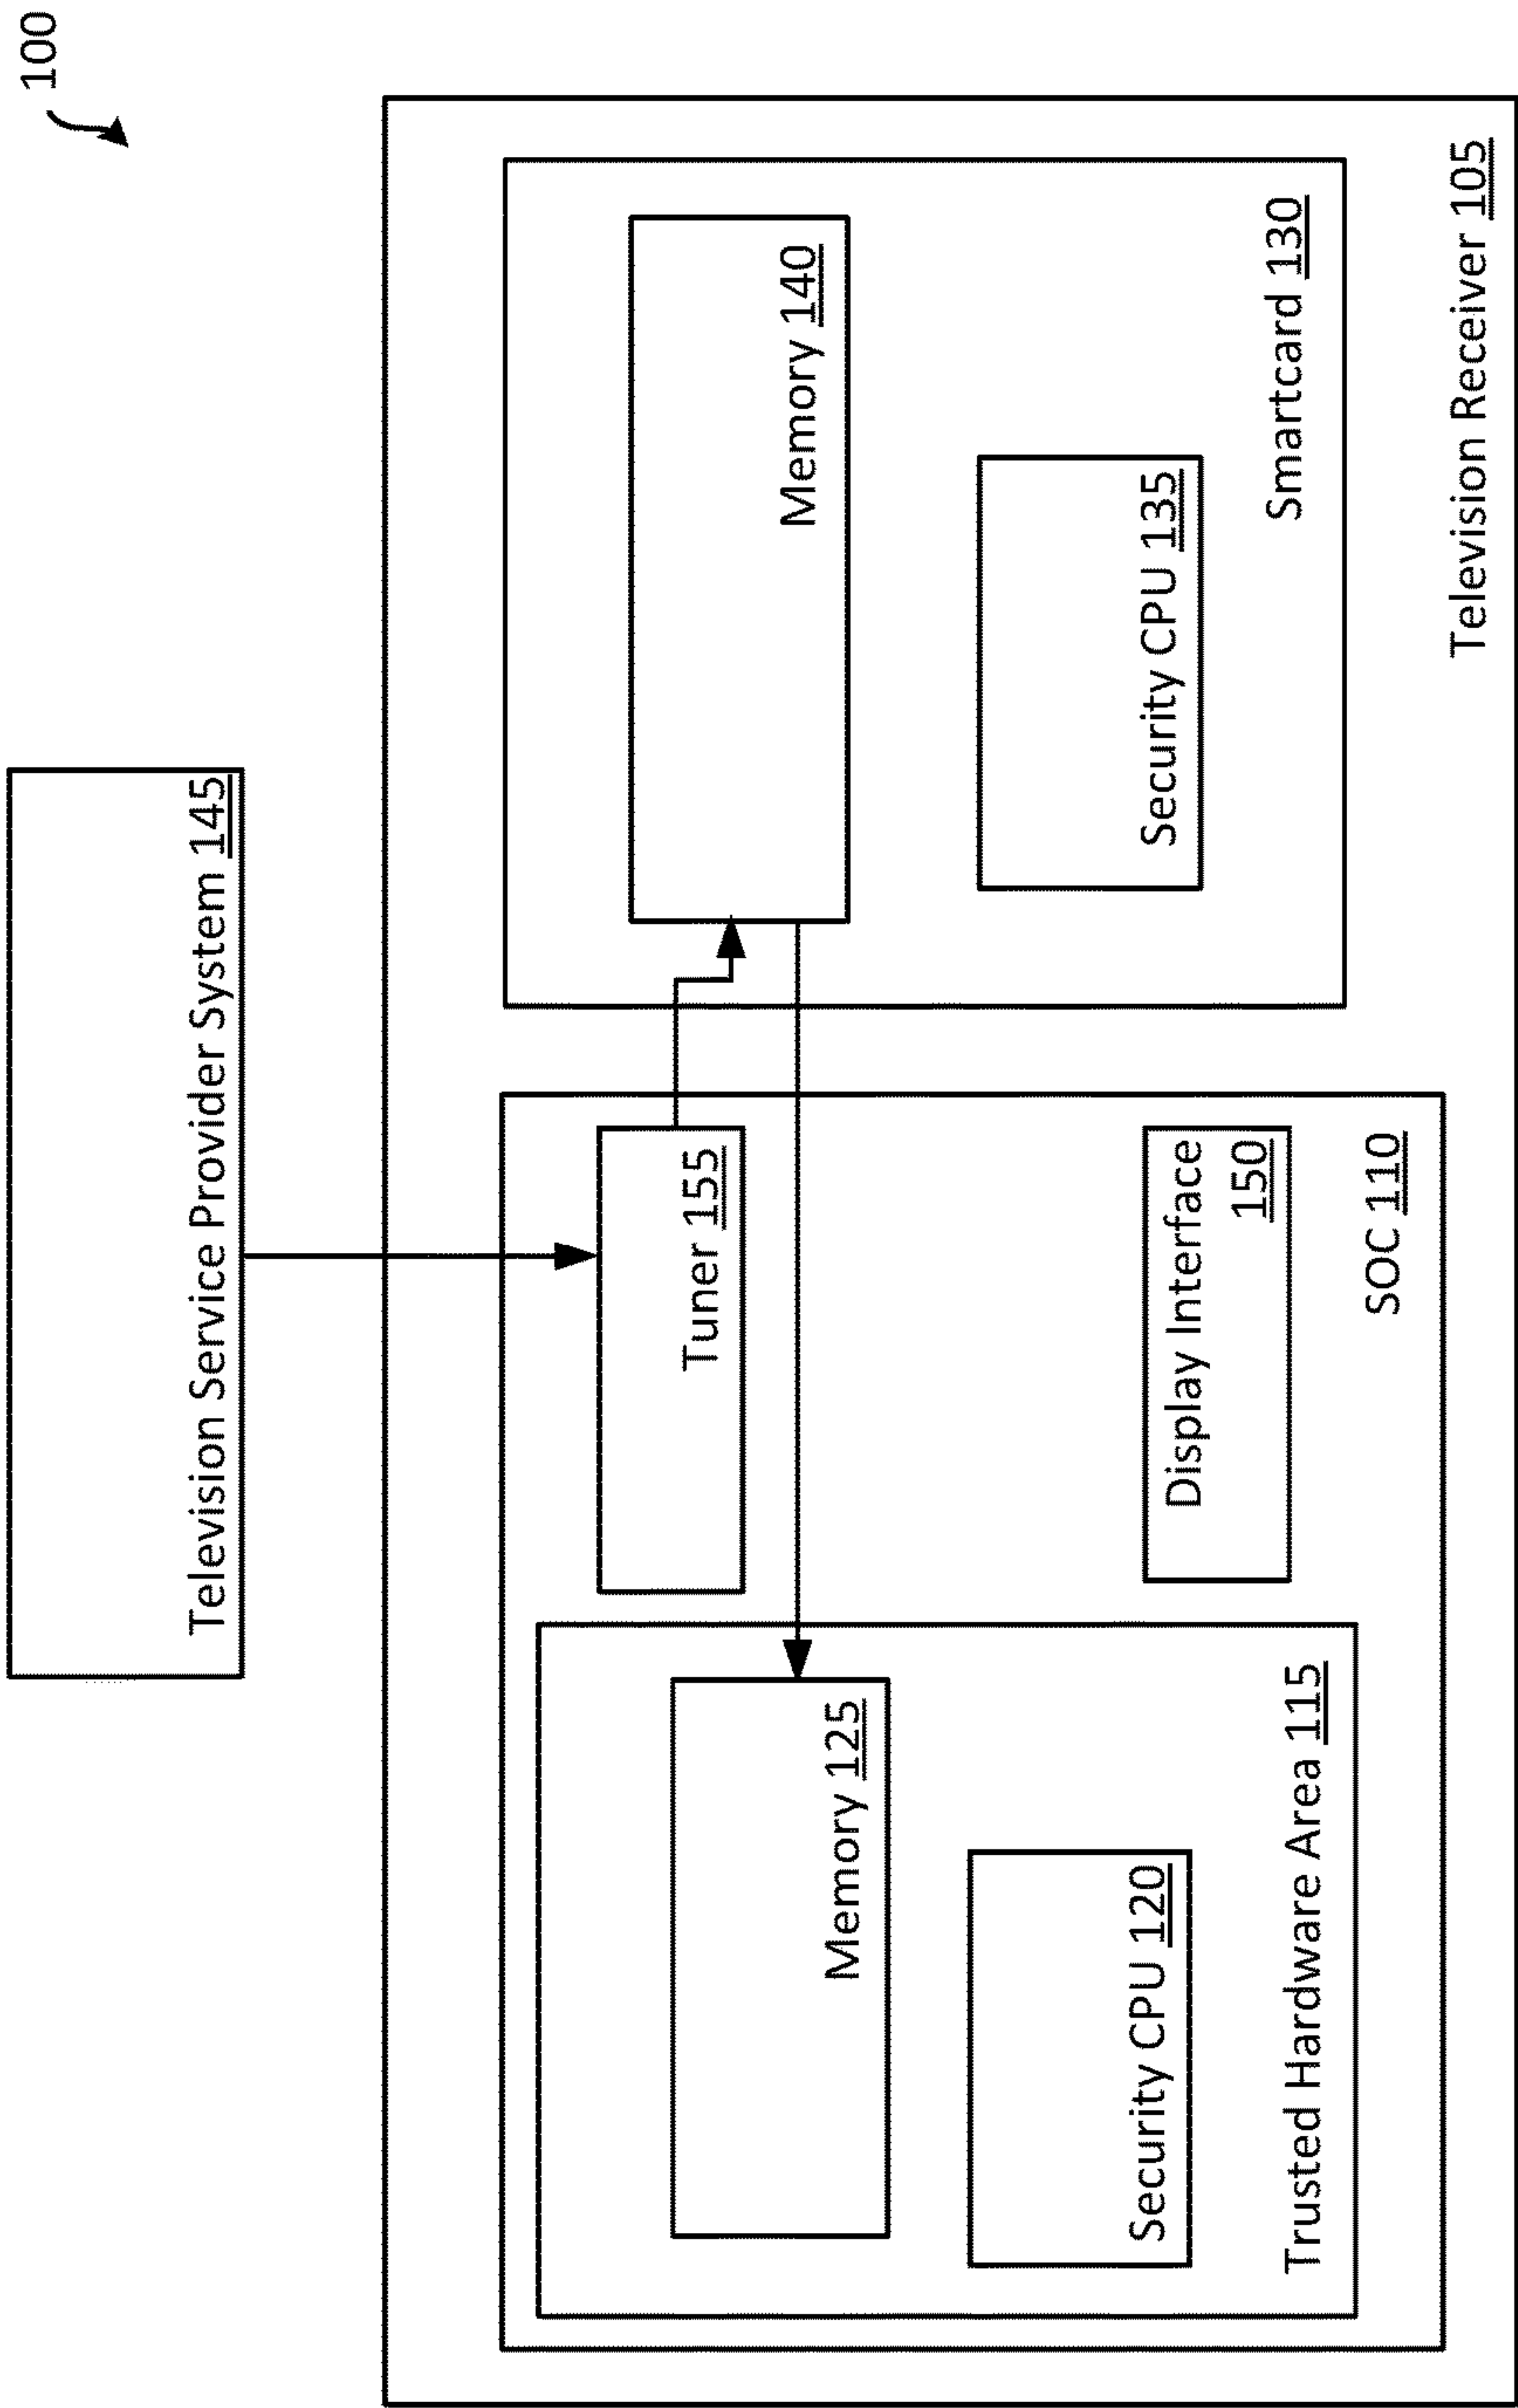 100
Television Service Provider System 145
Tuner 155
Memory 140
Memory 125
Security CPU 120
Security CPU 135
Display Interface
150
Trusted Hardware Area 115
SOC 110
Smartcard 130
Television Receiver 105